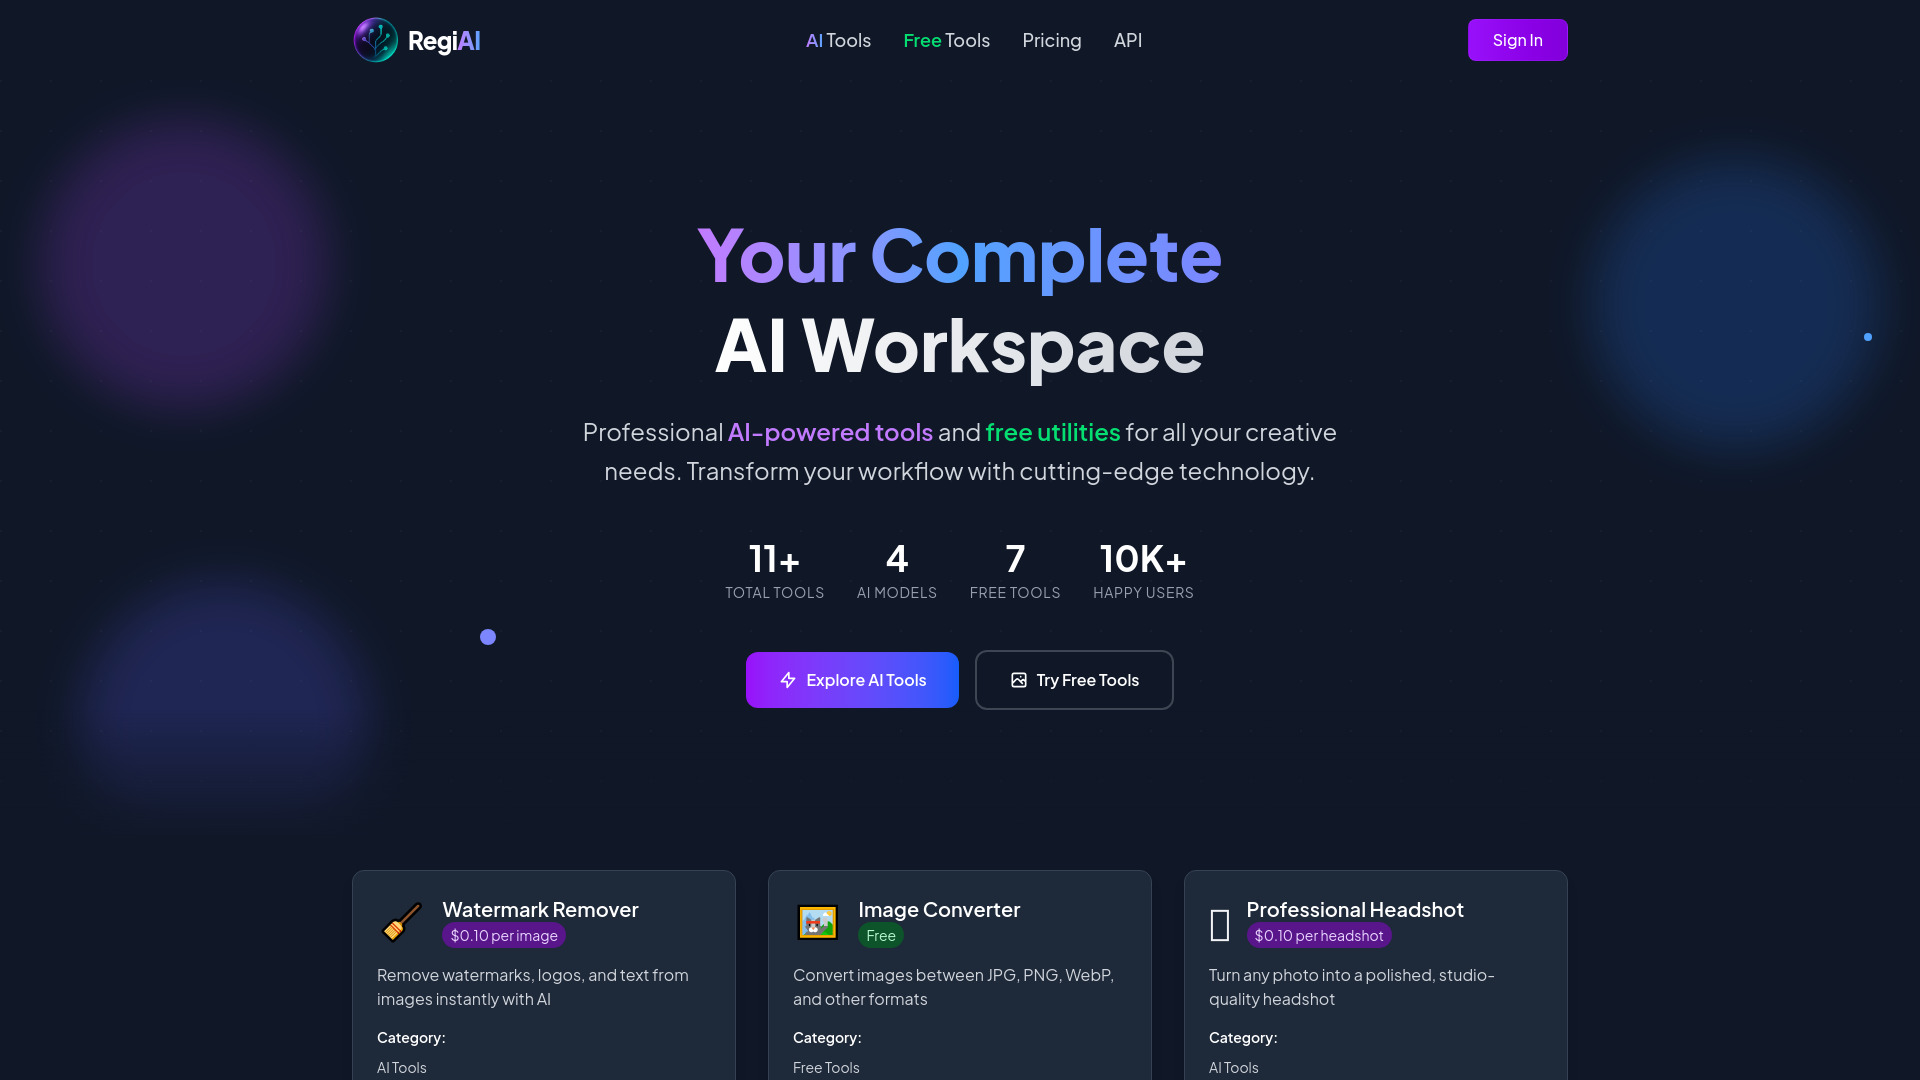 RegiAI
AI Tools
Free Tools
Pricing
API
Sign In
Your Complete
AI Workspace
Professional AI-powered tools and free utilities for all your creative
needs. Transform your workflow with cutting-edge technology.
11+
TOTAL TOOLS
4
AI MODELS
7
FREE TOOLS
10K+
HAPPY USERS
Explore AI Tools
Try Free Tools
Watermark Remover
$0.10 per image
Remove watermarks, logos, and text from
images instantly with AI
Category:
AI Tools
Image Converter
Free
Convert images between JPG, PNG, WebP,
and other formats
Category:
Free Tools
Professional Headshot
$0.10 per headshot
Turn any photo into a polished, studio-
quality headshot
Category:
AI Tools